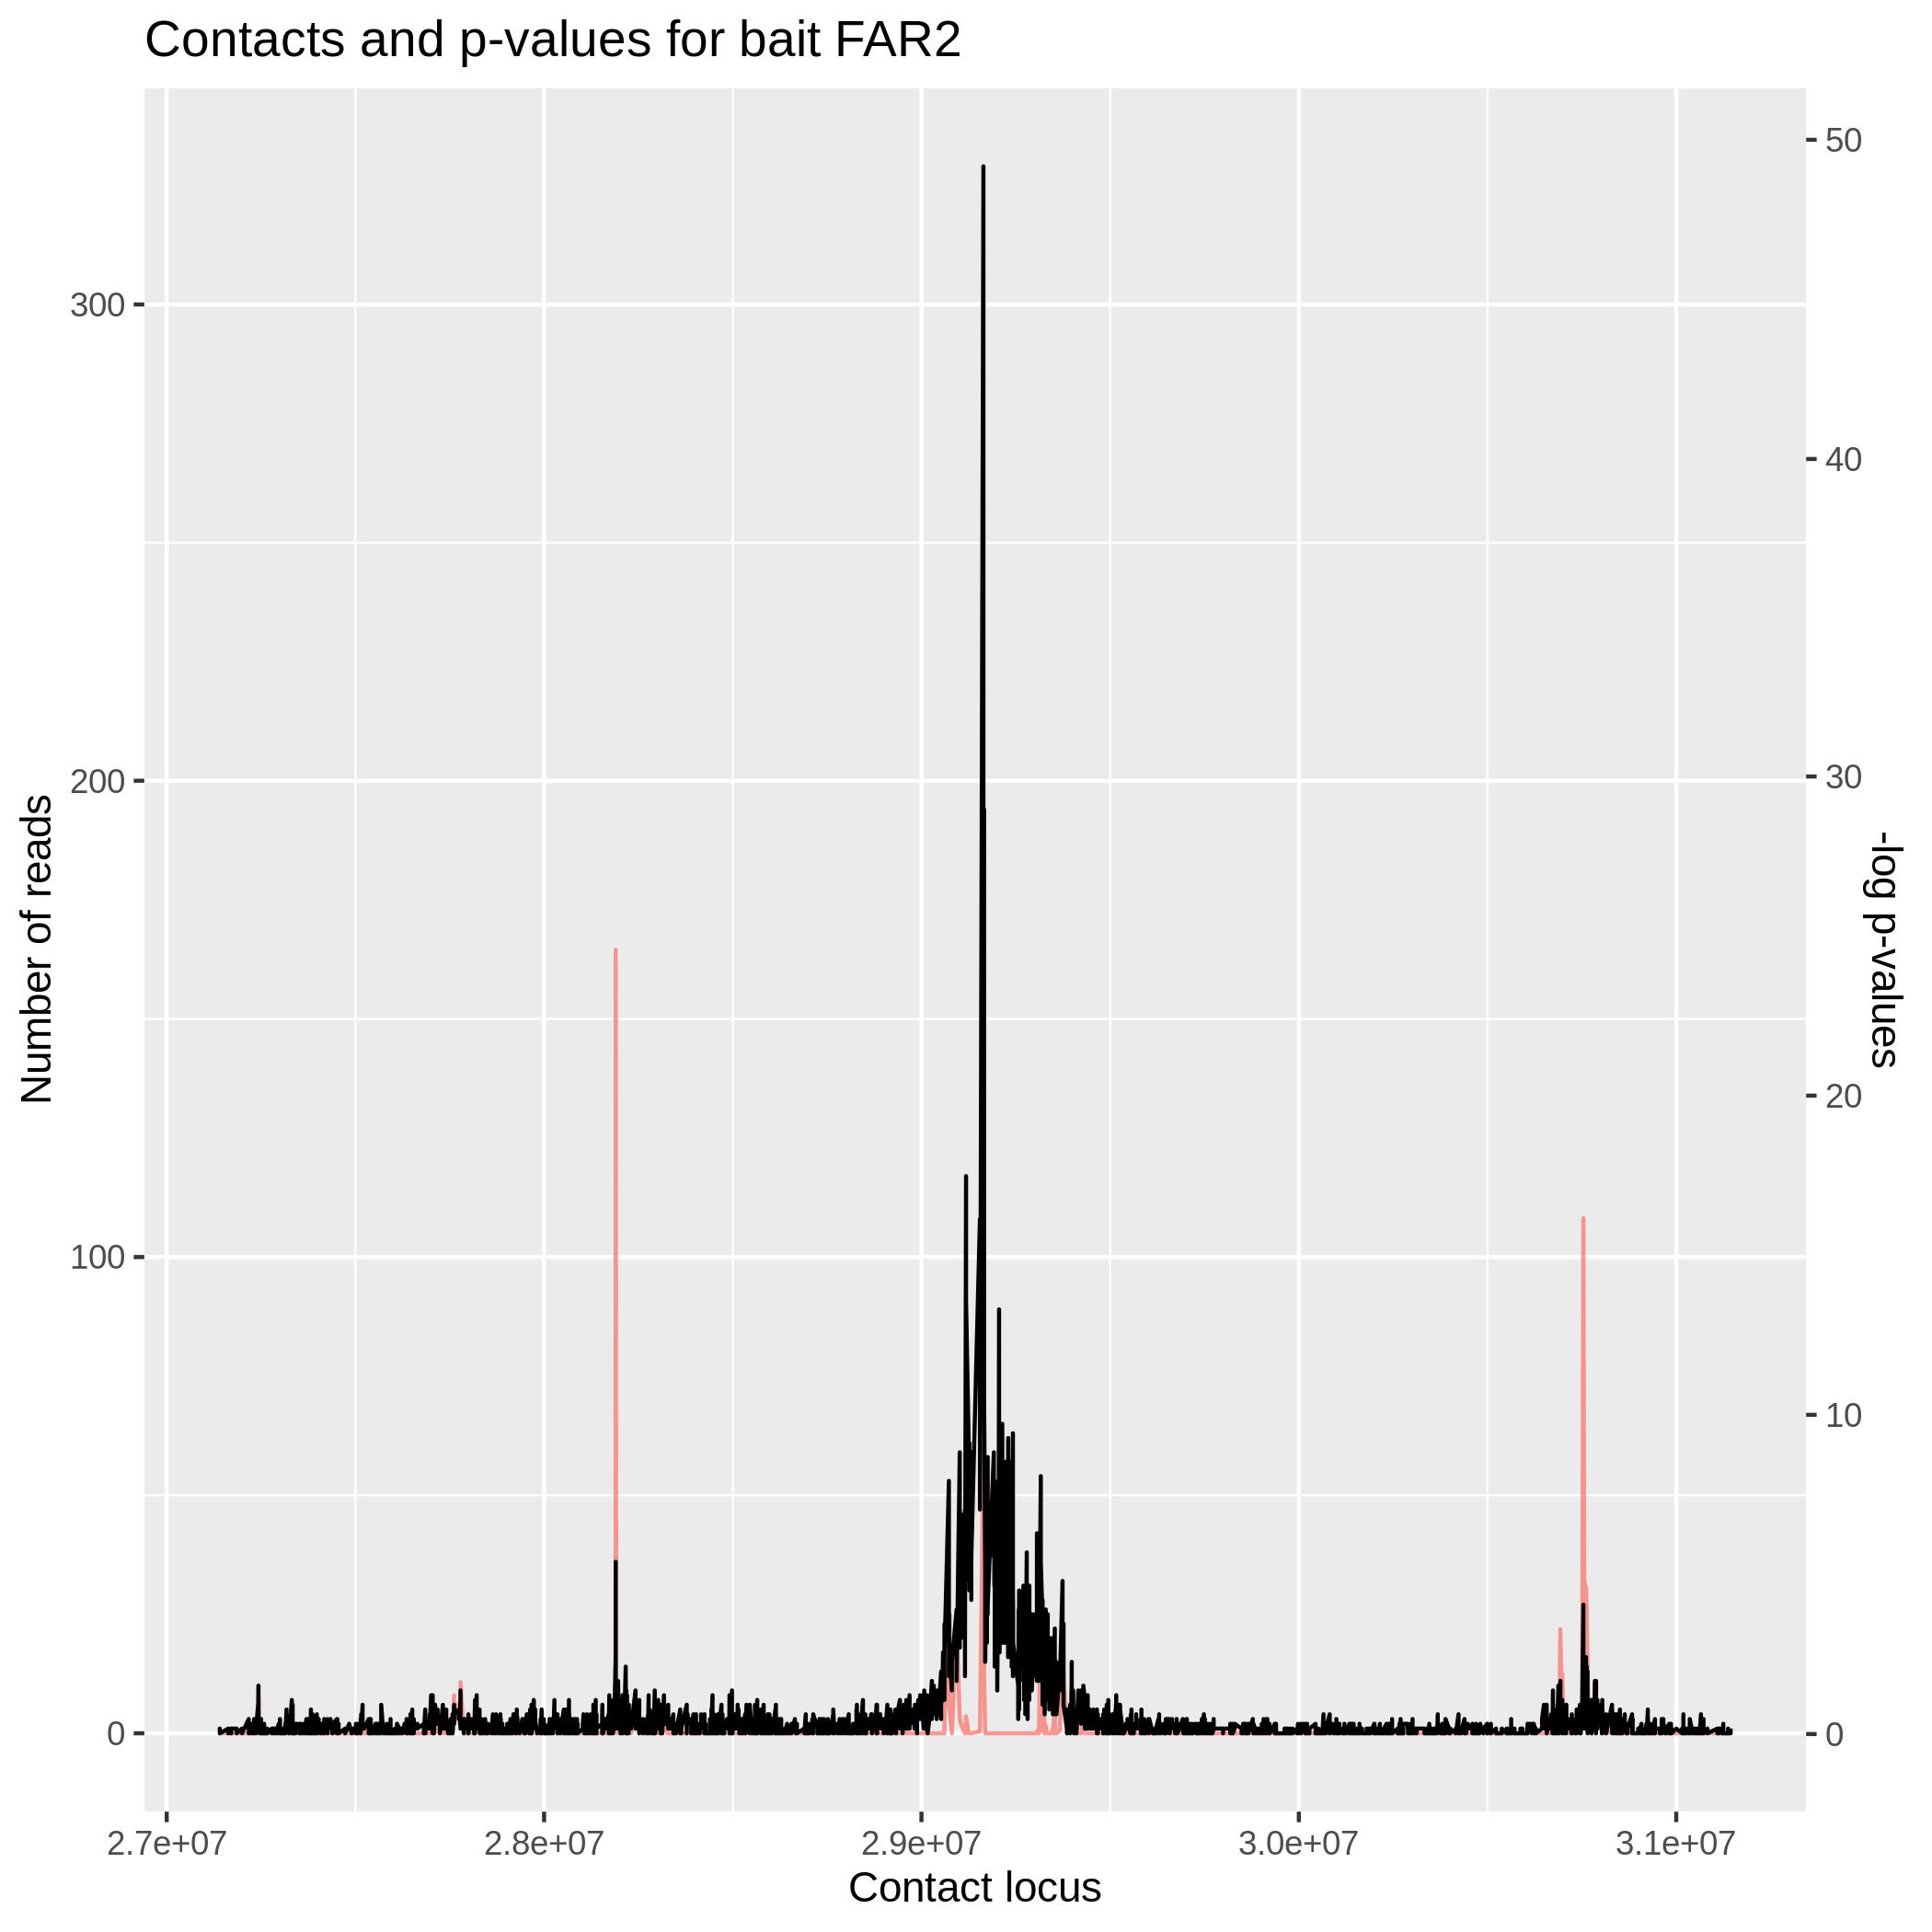 Contacts and p-values for bait FAR2
Number of reads
300
200
100
0
50
40
30
20
10
0
-log p-values
2.7e+07
2.8e+07
2.9e+07
3.0e+07
3.1e+07
Contact locus